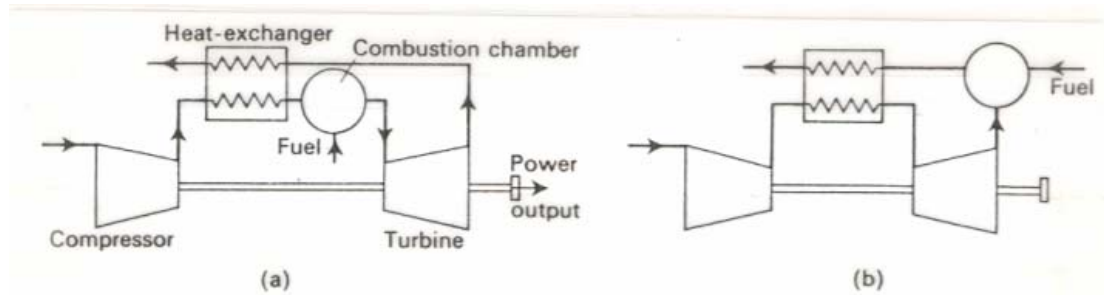 Heat-exchanger
Combustion chamber
Fuel
Fuel
Power
output
Compressor
Turbine
(a)
(b)